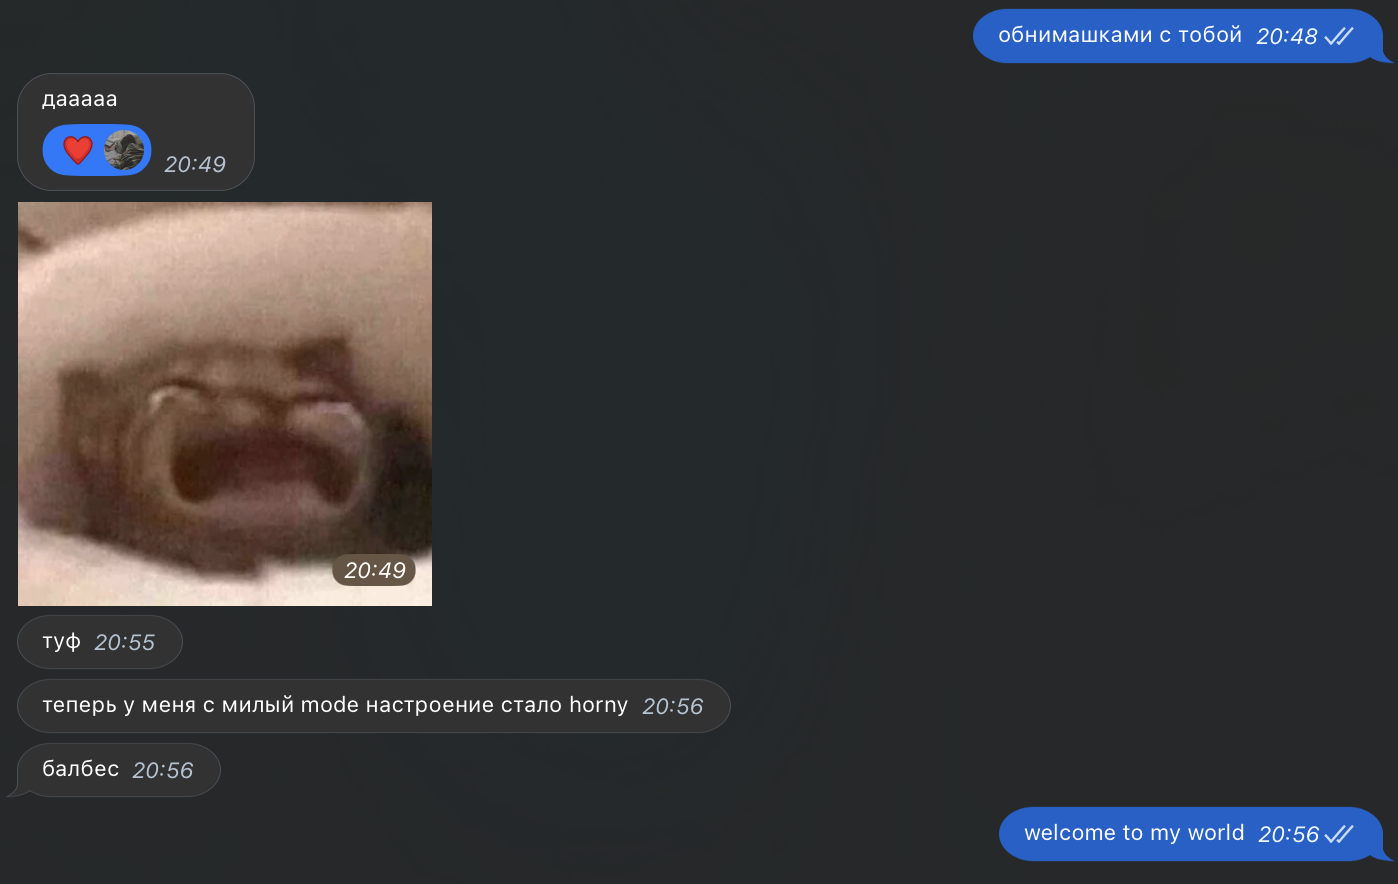 обнимашками с тобой 20:48
дааааа
20:49
20:49
туф 20:55
теперь у меня с милый mode настроение стало horny 20:56
балбес 20:56
welcome to my world 20:56